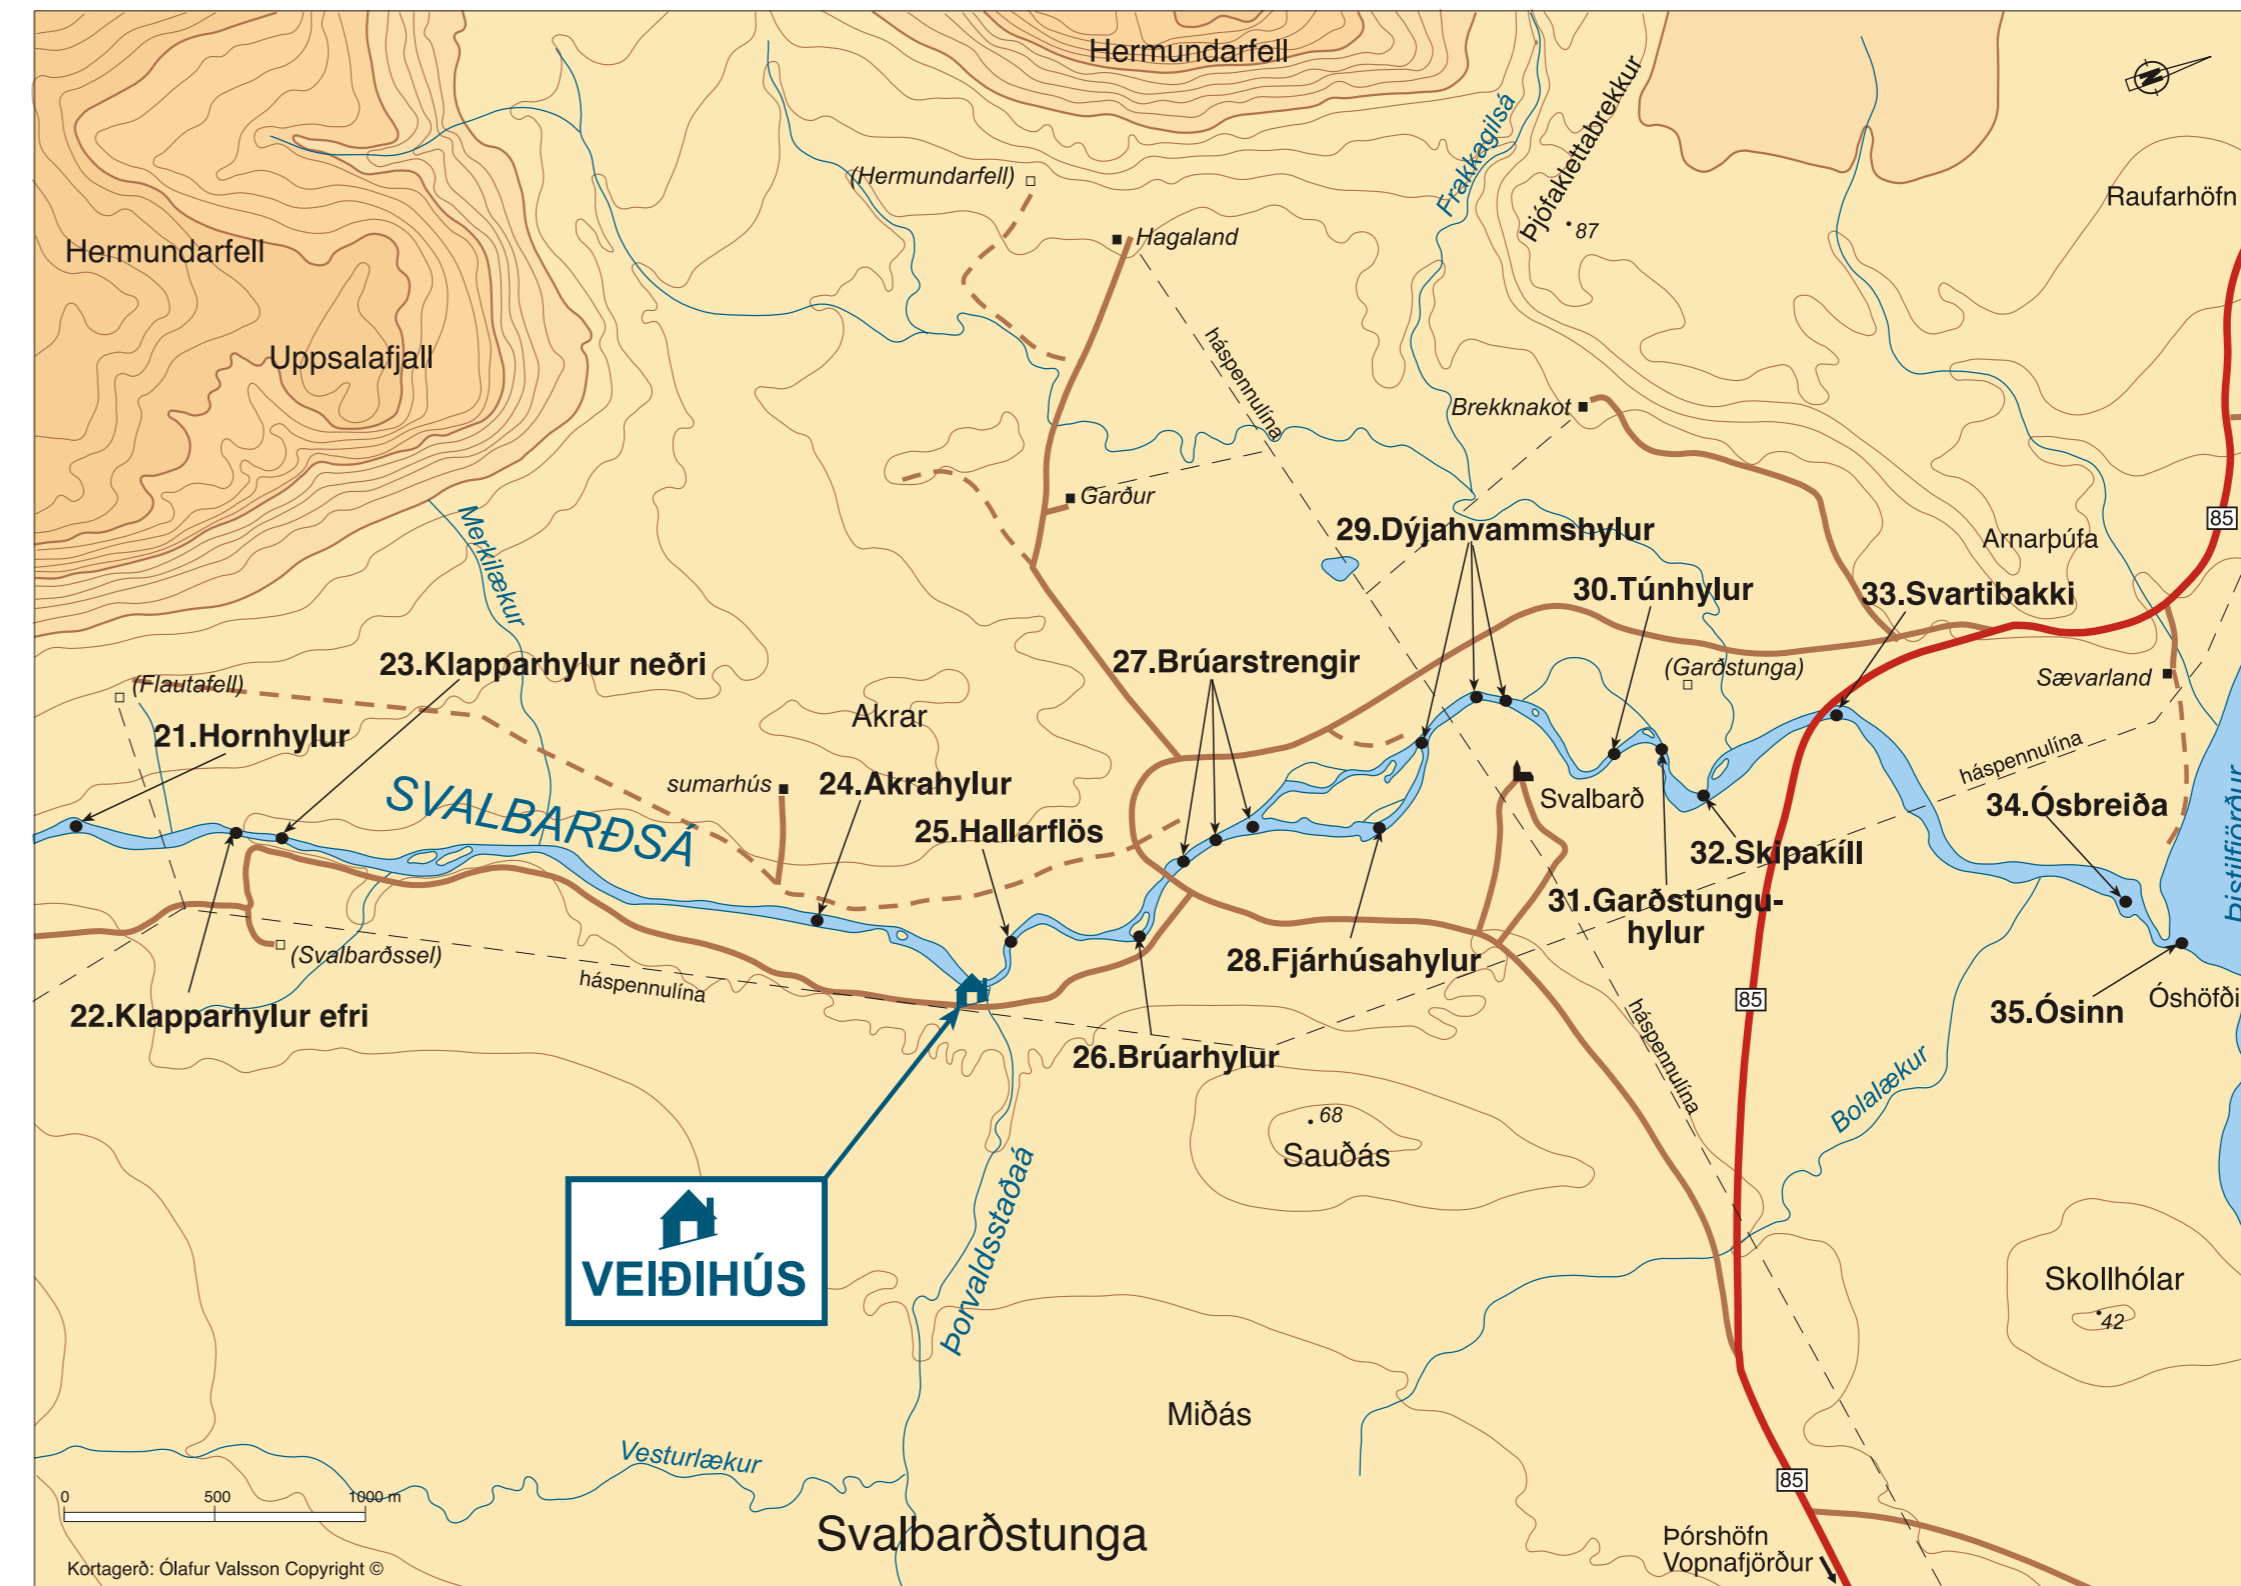 Hermundarfell
Frakkagilsá
Þjófaklettabrekkur
N
(Hermundarfell)
Raufarhöfn
87
Hagaland
Hermundarfell
háspennulína
Uppsalafjall
Brekknakot
Garður
85
Merkilækur
29.Dýjahvammshylur
Arnarþúfa
30.Túnhylur
33.Svartibakki
23.Klapparhylur neðri
27.Brúarstrengir
(Garðstunga)
Sævarland
(Flautafell)
Akrar
21.Hornhylur
háspennulína
sumarhús
24.Akrahylur
Svalbarð
34.Ósbreiða
SVALBARÐSÁ
25.Hallarflös
32.Skipakíll
Þistilfjörður
31.Garðstungu-
hylur
(Svalbarðssel)
28.Fjárhúsahylur
háspennulína
85
Óshöfði
22.Klapparhylur efri
35.Ósinn
26.Brúarhylur
háspennulína
Bolalækur
68
Sauðás
Þorvaldsstaðaá
VEIÐIHÚS
Skollhólar
42
Miðás
Vesturlækur
85
0 500 1000 m
Svalbarðstunga
Þórshöfn
Vopnafjörður
Kortagerð: Ólafur Valsson Copyright ©